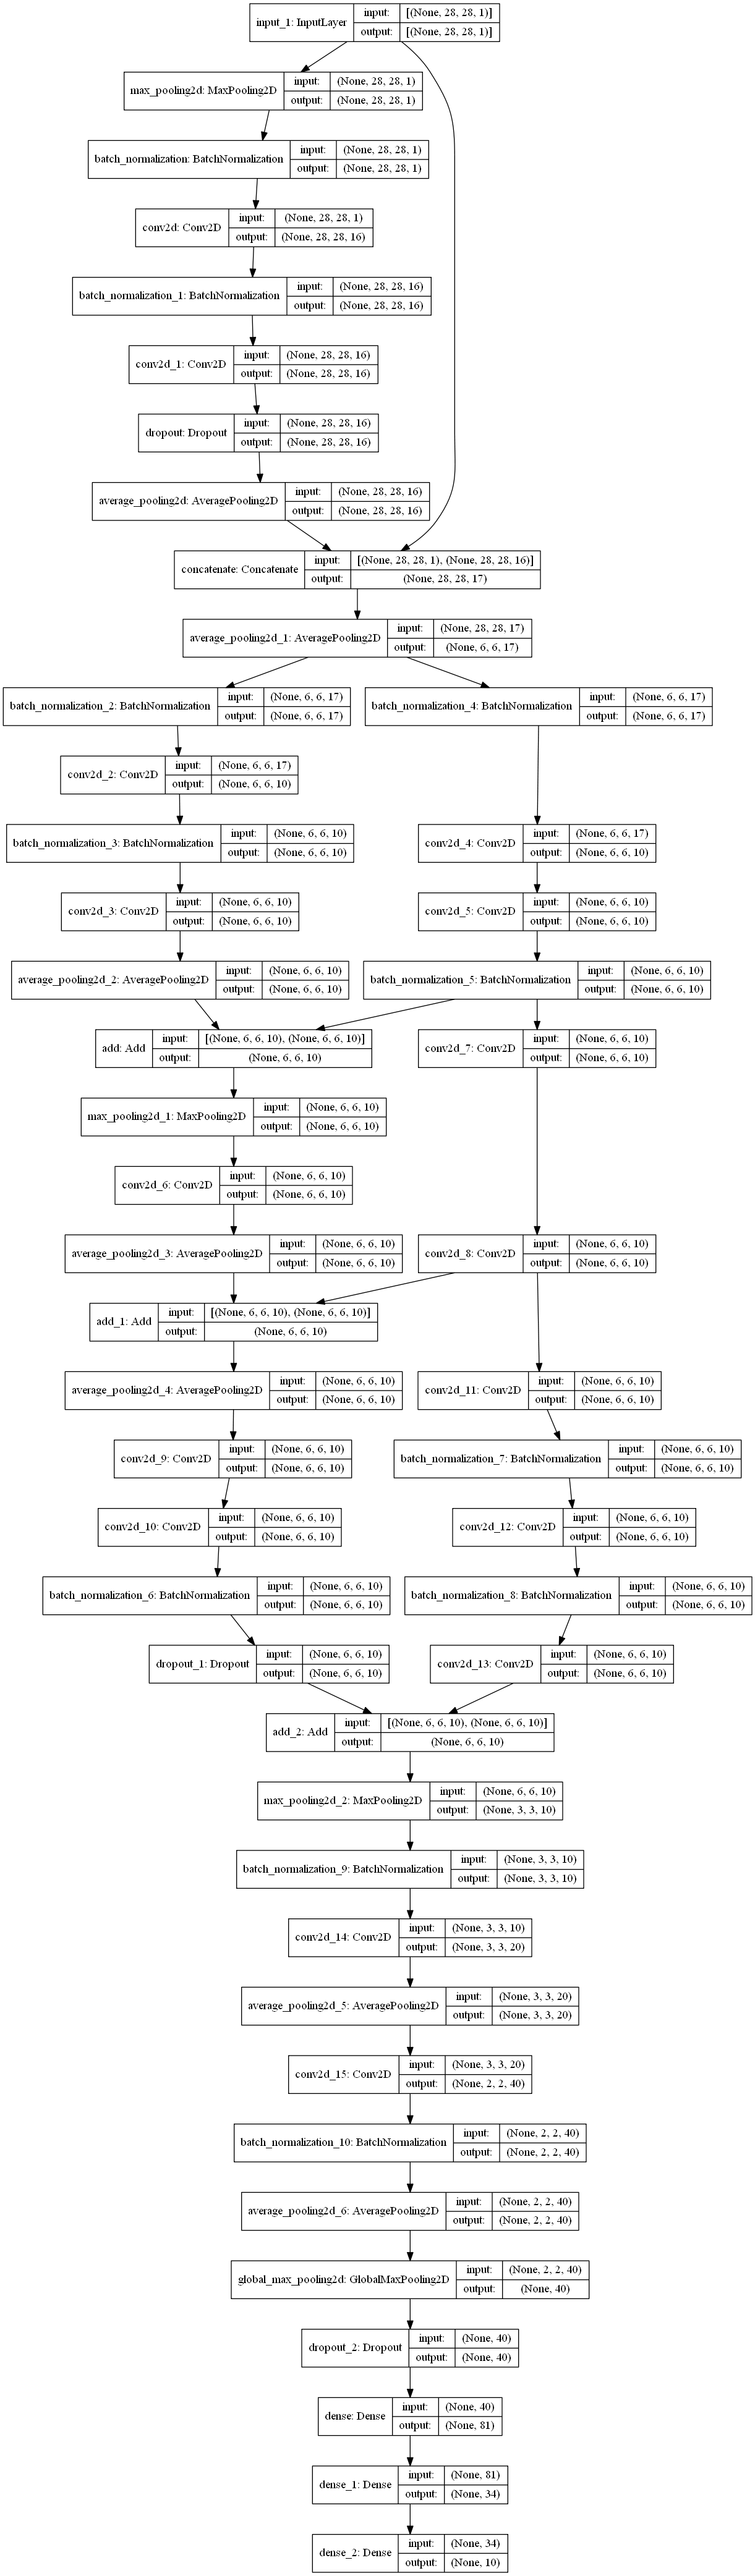 input_1: InputLayer
input:
[(None, 28, 28, 1)]
output:
[(None, 28, 28, 1)]
max_pooling2d: MaxPooling2D
input:
(None, 28, 28, 1)
output:
(None, 28, 28, 1)
batch_normalization: BatchNormalization
input:
(None, 28, 28, 1)
output:
(None, 28, 28, 1)
conv2d: Conv2D
input:
(None, 28, 28, 1)
output:
(None, 28, 28, 16)
batch_normalization_1: BatchNormalization
input:
(None, 28, 28, 16)
output:
(None, 28, 28, 16)
conv2d_1: Conv2D
input:
(None, 28, 28, 16)
output:
(None, 28, 28, 16)
dropout: Dropout
input:
(None, 28, 28, 16)
output:
(None, 28, 28, 16)
average_pooling2d: AveragePooling2D
input:
(None, 28, 28, 16)
output:
(None, 28, 28, 16)
concatenate: Concatenate
input:
[(None, 28, 28, 1), (None, 28, 28, 16)]
output:
(None, 28, 28, 17)
average_pooling2d_1: AveragePooling2D
input:
(None, 28, 28, 17)
output:
(None, 6, 6, 17)
batch_normalization_2: BatchNormalization
input:
(None, 6, 6, 17)
output:
(None, 6, 6, 17)
batch_normalization_4: BatchNormalization
input:
(None, 6, 6, 17)
output:
(None, 6, 6, 17)
conv2d_2: Conv2D
input:
(None, 6, 6, 17)
output:
(None, 6, 6, 10)
batch_normalization_3: BatchNormalization
input:
(None, 6, 6, 10)
output:
(None, 6, 6, 10)
conv2d_4: Conv2D
input:
(None, 6, 6, 17)
output:
(None, 6, 6, 10)
conv2d_3: Conv2D
input:
(None, 6, 6, 10)
output:
(None, 6, 6, 10)
conv2d_5: Conv2D
input:
(None, 6, 6, 10)
output:
(None, 6, 6, 10)
average_pooling2d_2: AveragePooling2D
input:
(None, 6, 6, 10)
output:
(None, 6, 6, 10)
batch_normalization_5: BatchNormalization
input:
(None, 6, 6, 10)
output:
(None, 6, 6, 10)
add: Add
input:
[(None, 6, 6, 10), (None, 6, 6, 10)]
output:
(None, 6, 6, 10)
conv2d_7: Conv2D
input:
(None, 6, 6, 10)
output:
(None, 6, 6, 10)
max_pooling2d_1: MaxPooling2D
input:
(None, 6, 6, 10)
output:
(None, 6, 6, 10)
conv2d_6: Conv2D
input:
(None, 6, 6, 10)
output:
(None, 6, 6, 10)
average_pooling2d_3: AveragePooling2D
input:
(None, 6, 6, 10)
output:
(None, 6, 6, 10)
conv2d_8: Conv2D
input:
(None, 6, 6, 10)
output:
(None, 6, 6, 10)
add_1: Add
input:
[(None, 6, 6, 10), (None, 6, 6, 10)]
output:
(None, 6, 6, 10)
average_pooling2d_4: AveragePooling2D
input:
(None, 6, 6, 10)
output:
(None, 6, 6, 10)
conv2d_11: Conv2D
input:
(None, 6, 6, 10)
output:
(None, 6, 6, 10)
conv2d_9: Conv2D
input:
(None, 6, 6, 10)
output:
(None, 6, 6, 10)
batch_normalization_7: BatchNormalization
input:
(None, 6, 6, 10)
output:
(None, 6, 6, 10)
conv2d_10: Conv2D
input:
(None, 6, 6, 10)
output:
(None, 6, 6, 10)
conv2d_12: Conv2D
input:
(None, 6, 6, 10)
output:
(None, 6, 6, 10)
batch_normalization_6: BatchNormalization
input:
(None, 6, 6, 10)
output:
(None, 6, 6, 10)
batch_normalization_8: BatchNormalization
input:
(None, 6, 6, 10)
output:
(None, 6, 6, 10)
dropout_1: Dropout
input:
(None, 6, 6, 10)
output:
(None, 6, 6, 10)
conv2d_13: Conv2D
input:
(None, 6, 6, 10)
output:
(None, 6, 6, 10)
add_2: Add
input:
[(None, 6, 6, 10), (None, 6, 6, 10)]
output:
(None, 6, 6, 10)
max_pooling2d_2: MaxPooling2D
input:
(None, 6, 6, 10)
output:
(None, 3, 3, 10)
batch_normalization_9: BatchNormalization
input:
(None, 3, 3, 10)
output:
(None, 3, 3, 10)
conv2d_14: Conv2D
input:
(None, 3, 3, 10)
output:
(None, 3, 3, 20)
average_pooling2d_5: AveragePooling2D
input:
(None, 3, 3, 20)
output:
(None, 3, 3, 20)
conv2d_15: Conv2D
input:
(None, 3, 3, 20)
output:
(None, 2, 2, 40)
batch_normalization_10: BatchNormalization
input:
(None, 2, 2, 40)
output:
(None, 2, 2, 40)
average_pooling2d_6: AveragePooling2D
input:
(None, 2, 2, 40)
output:
(None, 2, 2, 40)
global_max_pooling2d: GlobalMaxPooling2D
input:
(None, 2, 2, 40)
output:
(None, 40)
dropout_2: Dropout
input:
(None, 40)
output:
(None, 40)
dense: Dense
input:
(None, 40)
output:
(None, 81)
dense_1: Dense
input:
(None, 81)
output:
(None, 34)
dense_2: Dense
input:
(None, 34)
output:
(None, 10)